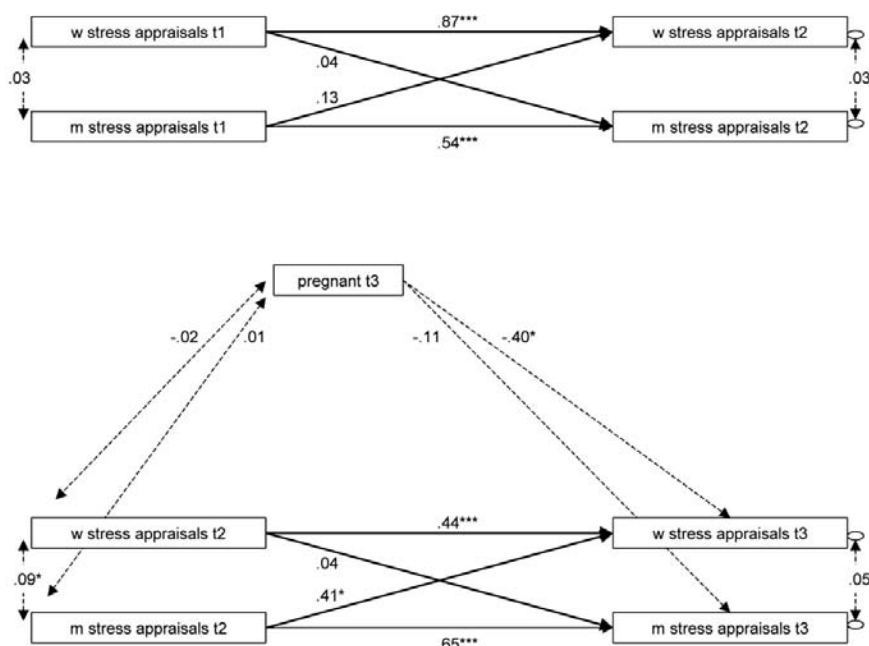 w stress appraisals t1 .87*** w stress appraisals t2
.03 .04 .03
.13
m stress appraisals t1 .54*** m stress appraisals t2
pregnant t3
-.02 .01 -.11 -.40*
w stress appraisals t2 .44*** w stress appraisals t3
.09* .04 .05
.41*
m stress appraisals t2 .65*** m stress appraisals t3